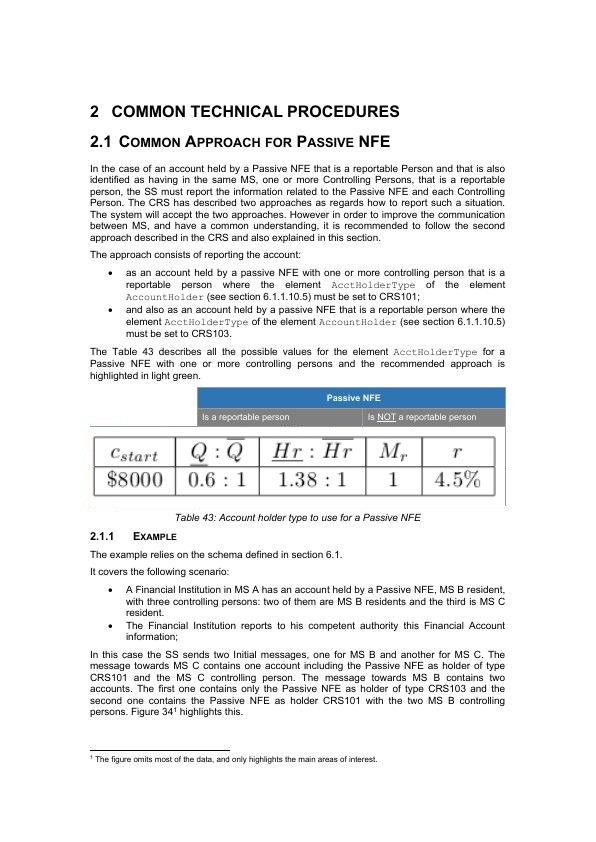 2 COMMON TECHNICAL PROCEDURES
2.1 COMMON APPROACH FOR PASSIVE NFE
In the case of an account held by a Passive NFE that is a reportable Person and that is also
identified as having in the same MS, one or more Controlling Persons, that is a reportable
person, the SS must report the information related to the Passive NFE and each Controlling
Person. The CRS has described two approaches as regards how to report such a situation.
The system will accept the two approaches. However in order to improve the communication
between MS, and have a common understanding, it is recommended to follow the second
approach described in the CRS and also explained in this section.
The approach consists of reporting the account:
• as an account held by a passive NFE with one or more controlling person that is a
reportable person where the element AcctHolderType of the element
AccountHolder (see section 6.1.1.10.5) must be set to CRS101;
• and also as an account held by a passive NFE that is a reportable person where the
element AcctHolderType of the element AccountHolder (see section 6.1.1.10.5)
must be set to CRS103.
The Table 43 describes all the possible values for the element AcctHolderType for a
Passive NFE with one or more controlling persons and the recommended approach is
highlighted in light green.
Passive NFE
Is a reportable person Is NOT a reportable person
c_start Q : Q Hr : Hr M_r r
$8000 0.6 : 1 1.38 : 1 1 4.5%
Table 43: Account holder type to use for a Passive NFE
2.1.1 EXAMPLE
The example relies on the schema defined in section 6.1.
It covers the following scenario:
• A Financial Institution in MS A has an account held by a Passive NFE, MS B resident,
with three controlling persons: two of them are MS B residents and the third is MS C
resident.
• The Financial Institution reports to his competent authority this Financial Account
information;
In this case the SS sends two Initial messages, one for MS B and another for MS C. The
message towards MS C contains one account including the Passive NFE as holder of type
CRS101 and the MS C controlling person. The message towards MS B contains two
accounts. The first one contains only the Passive NFE as holder of type CRS103 and the
second one contains the Passive NFE as holder CRS101 with the two MS B controlling
persons. Figure 34¹ highlights this.
¹ The figure omits most of the data, and only highlights the main areas of interest.